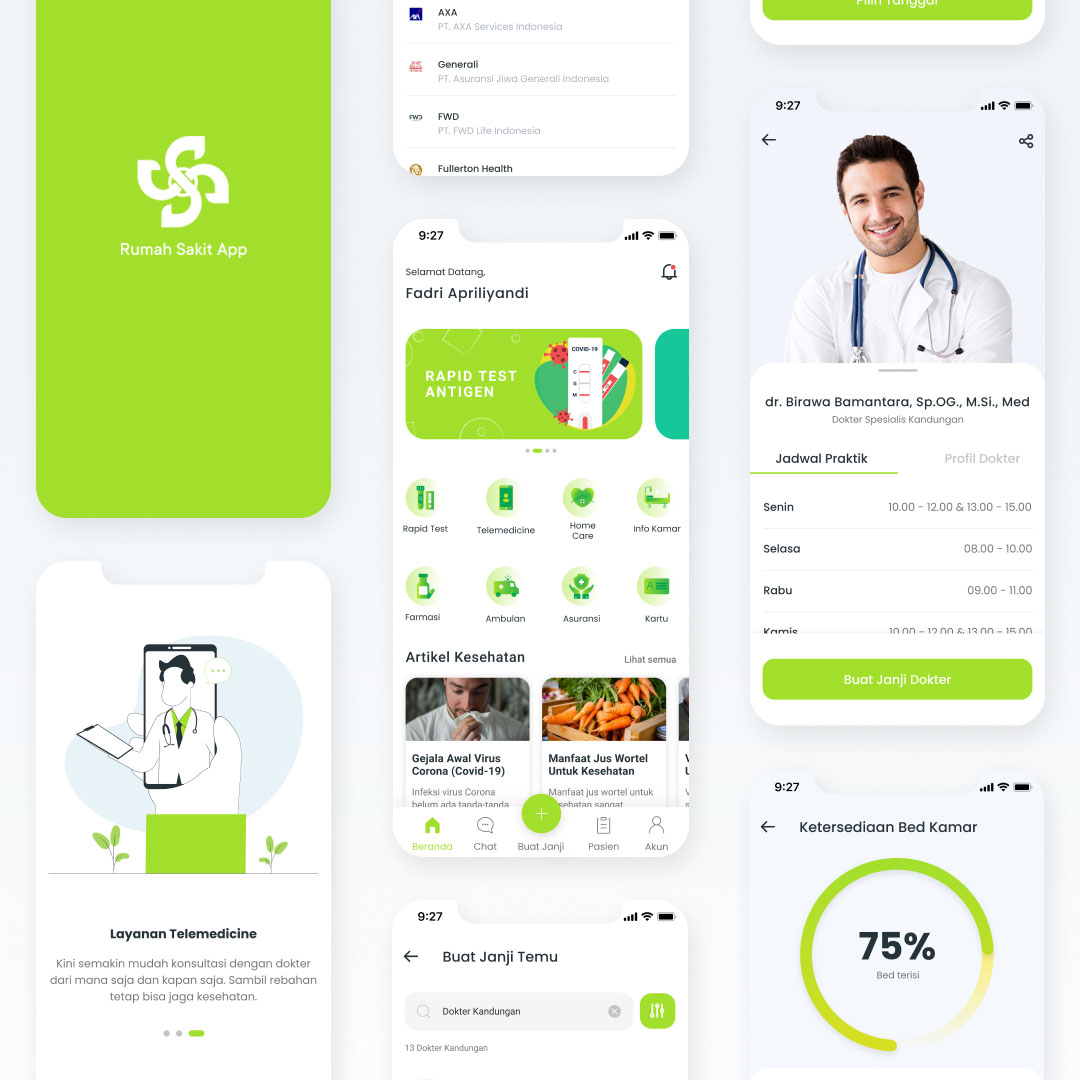 Rumah Sakit App
Layanan Telemedicine
Kini semakin mudah konsultasi dengan dokter
dari mana saja dan kapan saja. Sambil rebahan
tetap bisa jaga kesehatan.
AXA
PT. AXA Services Indonesia
Generali
PT. Asuransi Jiwa Generali Indonesia
FWD
FWD
PT. FWD Life Indonesia
Fullerton Health
9:27
Selamat Datang,
Fadri Apriliyandi
RAPID TEST
ANTIGEN
COVID-19
C
G
M
Rapid Test
Telemedicine
Home
Care
Info Kamar
Farmasi
Ambulan
Asuransi
Kartu
Artikel Kesehatan
Lihat semua
Gejala Awal Virus
Corona (Covid-19)
Infeksi virus Corona
belum ada tanda-tanda
Manfaat Jus Wortel
Untuk Kesehatan
Manfaat jus wortel untuk
kesehatan sangat
Beranda
Chat
Buat Janji
Pasien
Akun
9:27
Buat Janji Temu
Dokter Kandungan
13 Dokter Kandungan
Pilih Tanggal
9:27
dr. Birawa Bamantara, Sp.OG., M.Si., Med
Dokter Spesialis Kandungan
Jadwal Praktik
Profil Dokter
Senin
10.00 - 12.00 & 13.00 - 15.00
Selasa
08.00 - 10.00
Rabu
09.00 - 11.00
Kamis
10.00 - 12.00 & 13.00 - 15.00
Buat Janji Dokter
9:27
Ketersediaan Bed Kamar
75%
Bed terisi